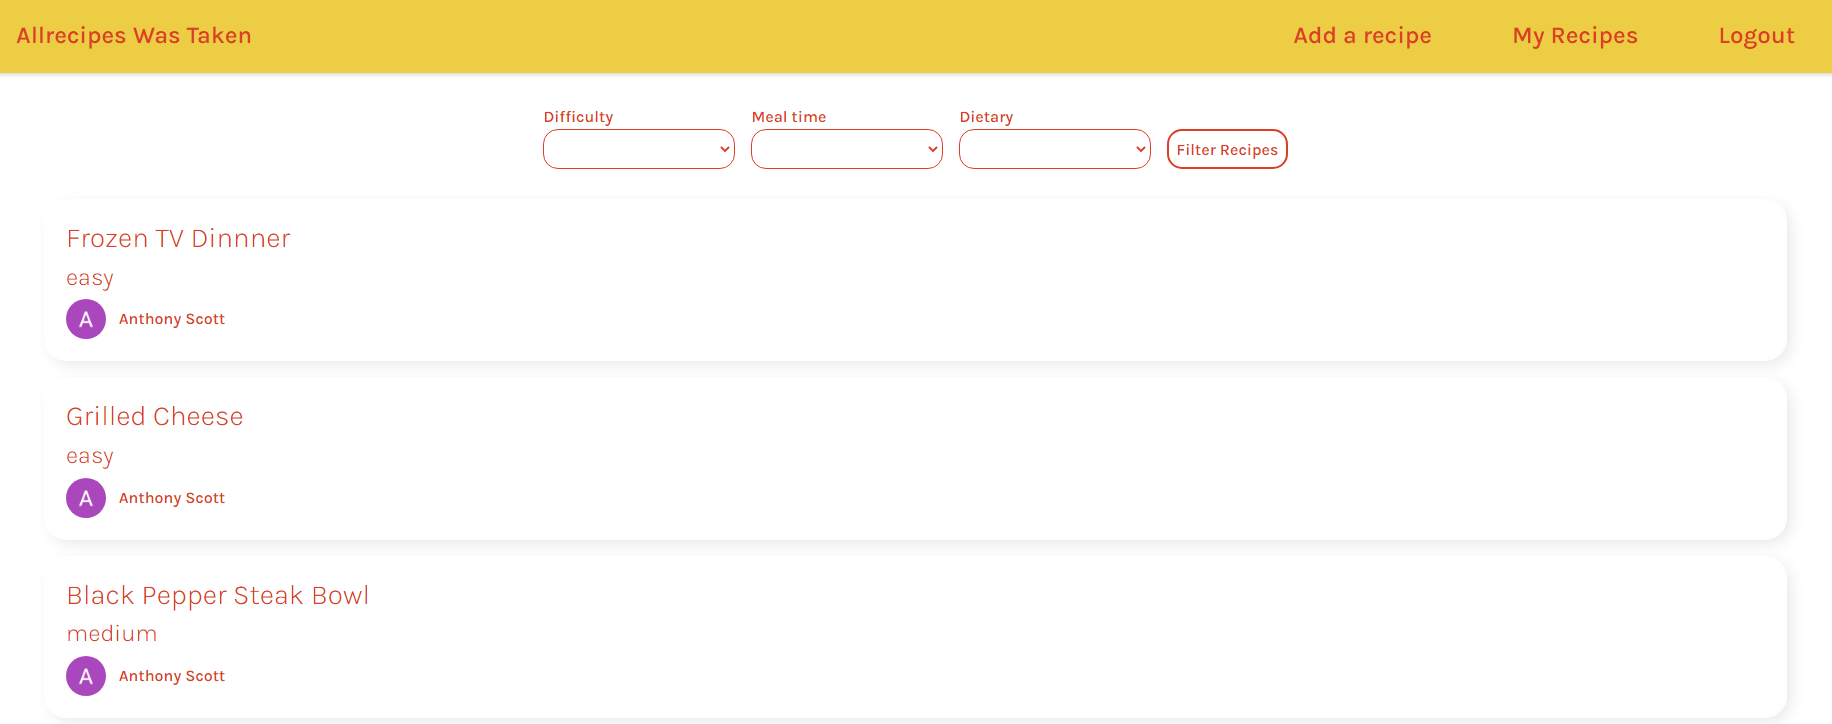 Allrecipes Was Taken Add a recipe My Recipes Logout
Difficulty Meal time Dietary
Filter Recipes
Frozen TV Dinnner
easy
A Anthony Scott
Grilled Cheese
easy
A Anthony Scott
Black Pepper Steak Bowl
medium
A Anthony Scott